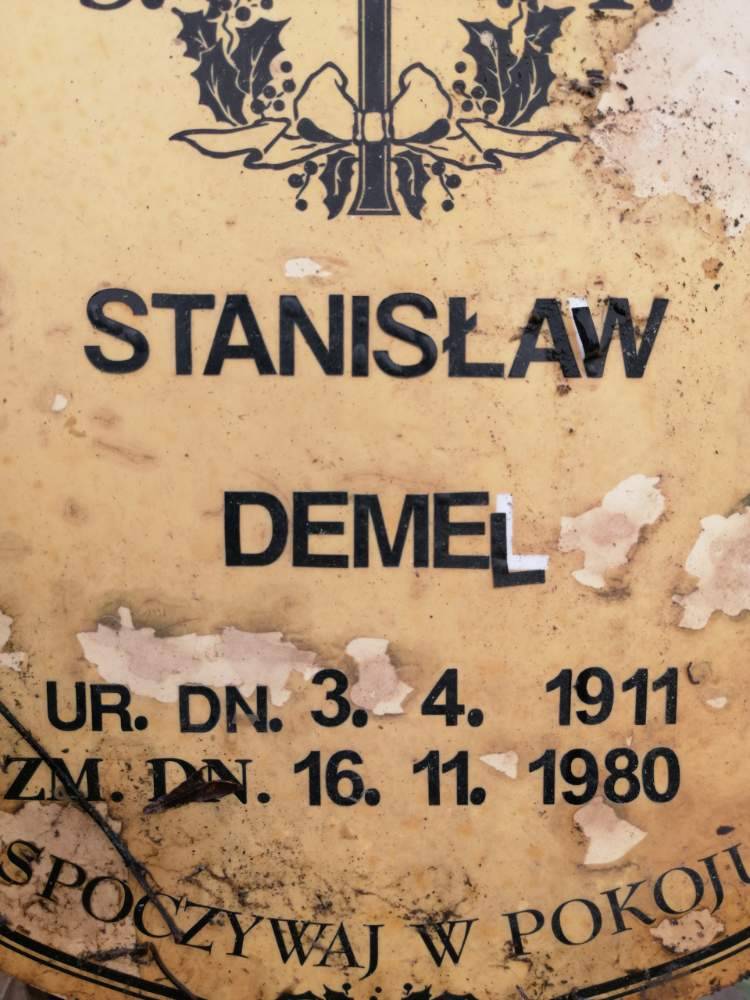 STANISŁAW
DEMEL
UR. DN. 3. 4. 1911
ZM. DN. 16. 11. 1980
SPOCZYWAJ W POKOJU